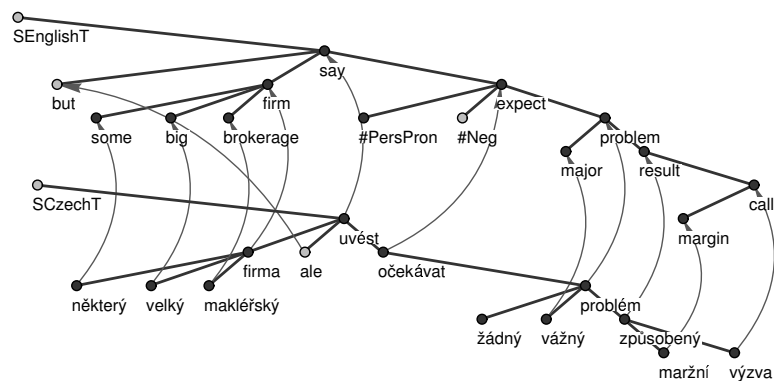 SEnglishT
say
but
firm
expect
some
big
brokerage
#PersPron
#Neg
problem
major
result
SCzechT
call
uvést
margin
firma
ale
očekávat
některý
velký
makléřský
problém
žádný
vážný
způsobený
maržní
výzva